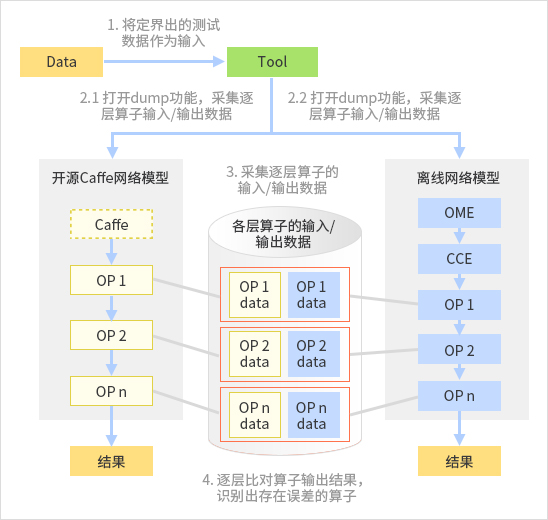 1. 将定界出的测试
数据作为输入
Data
Tool
2.1 打开dump功能，采集逐
层算子输入/输出数据
2.2 打开dump功能，采集逐
层算子输入/输出数据
开源Caffe网络模型
3. 采集逐层算子的
输入/输出数据
离线网络模型
Caffe
OP 1
OP 2
OP n
结果
各层算子的输入/
输出数据
OP 1
data
OP 1
data
OP 2
data
OP 2
data
OP n
data
OP n
data
OME
CCE
OP 1
OP 2
OP n
结果
4. 逐层比对算子输出结果，
识别出存在误差的算子